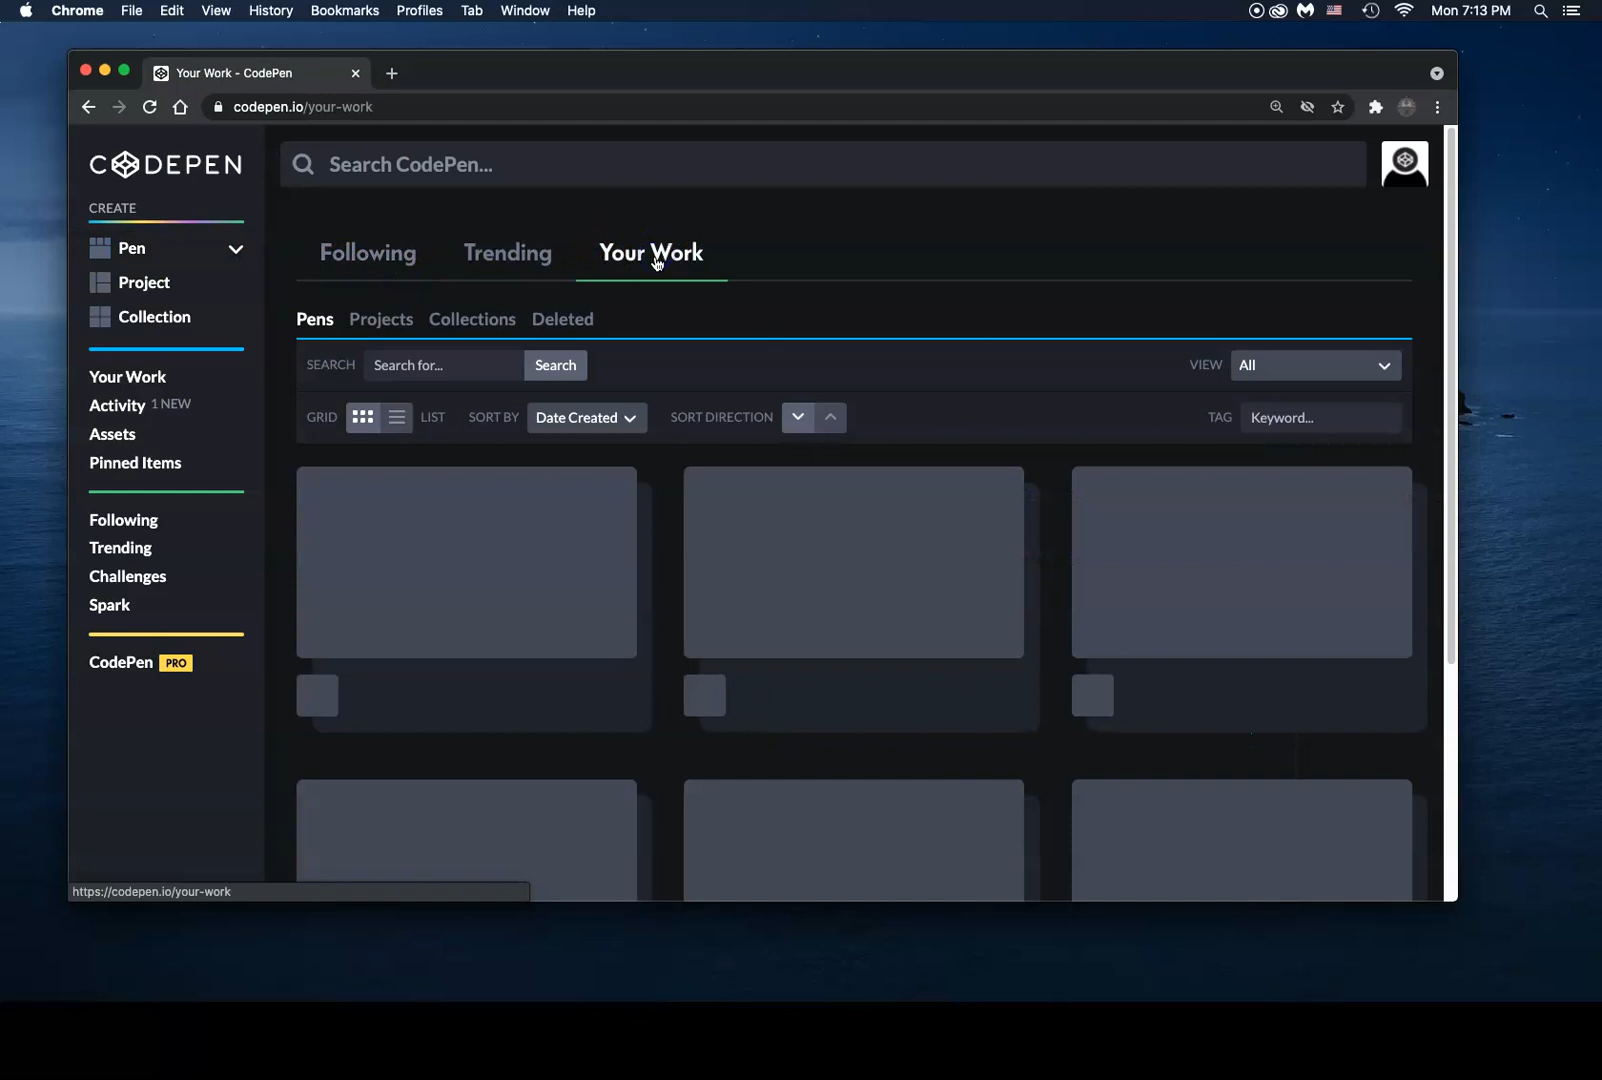 Chrome File Edit View History Bookmarks Profiles Tab Window Help Mon 7:13 PM
Your Work - CodePen
codepen.io/your-work
CODEPEN
Search CodePen...
CREATE
Pen
Project
Collection
Your Work
Activity 1 NEW
Assets
Pinned Items
Following
Trending
Challenges
Spark
CodePen PRO
Following Trending Your Work
Pens Projects Collections Deleted
SEARCH Search for... Search VIEW All
GRID LIST SORT BY Date Created SORT DIRECTION TAG Keyword...
https://codepen.io/your-work